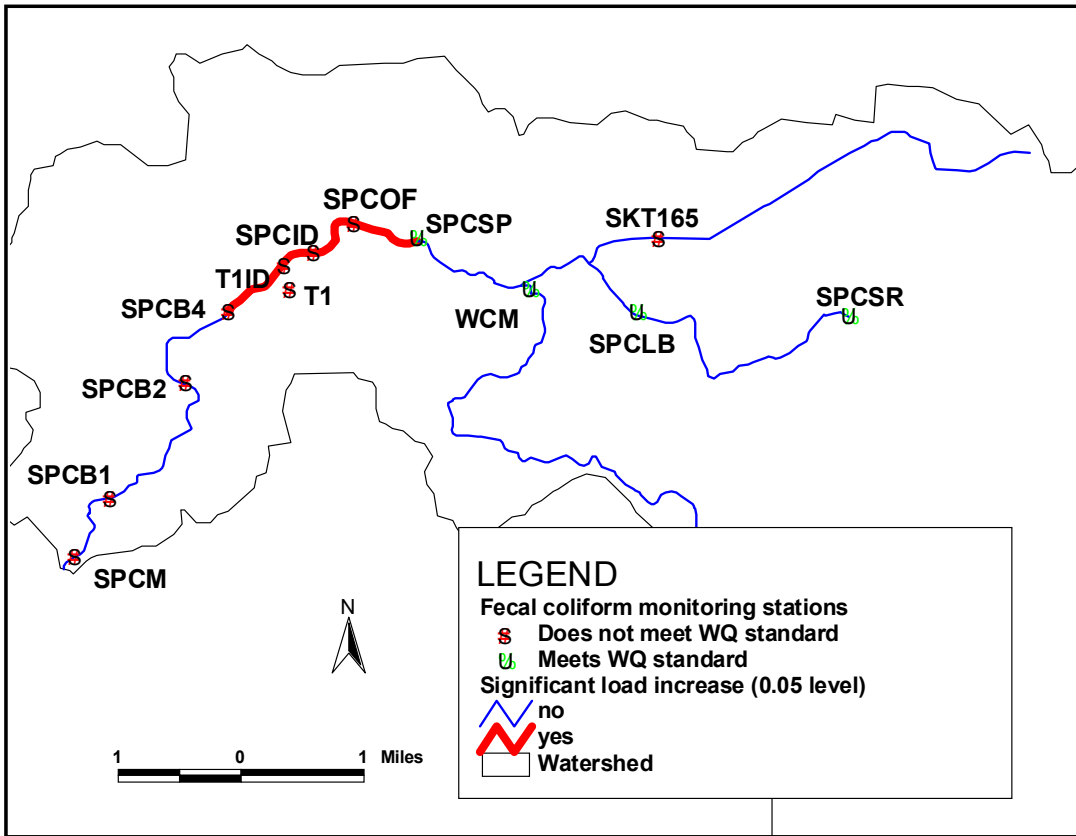 SPCOF
SPCSP
SKT165
SPCID
T1ID
T1
SPCB4
WCM
SPCLB
SPCSR
SPCB2
SPCB1
SPCM
N
1 0 1 Miles
LEGEND
Fecal coliform monitoring stations
S Does not meet WQ standard
U Meets WQ standard
Significant load increase (0.05 level)
no
yes
Watershed